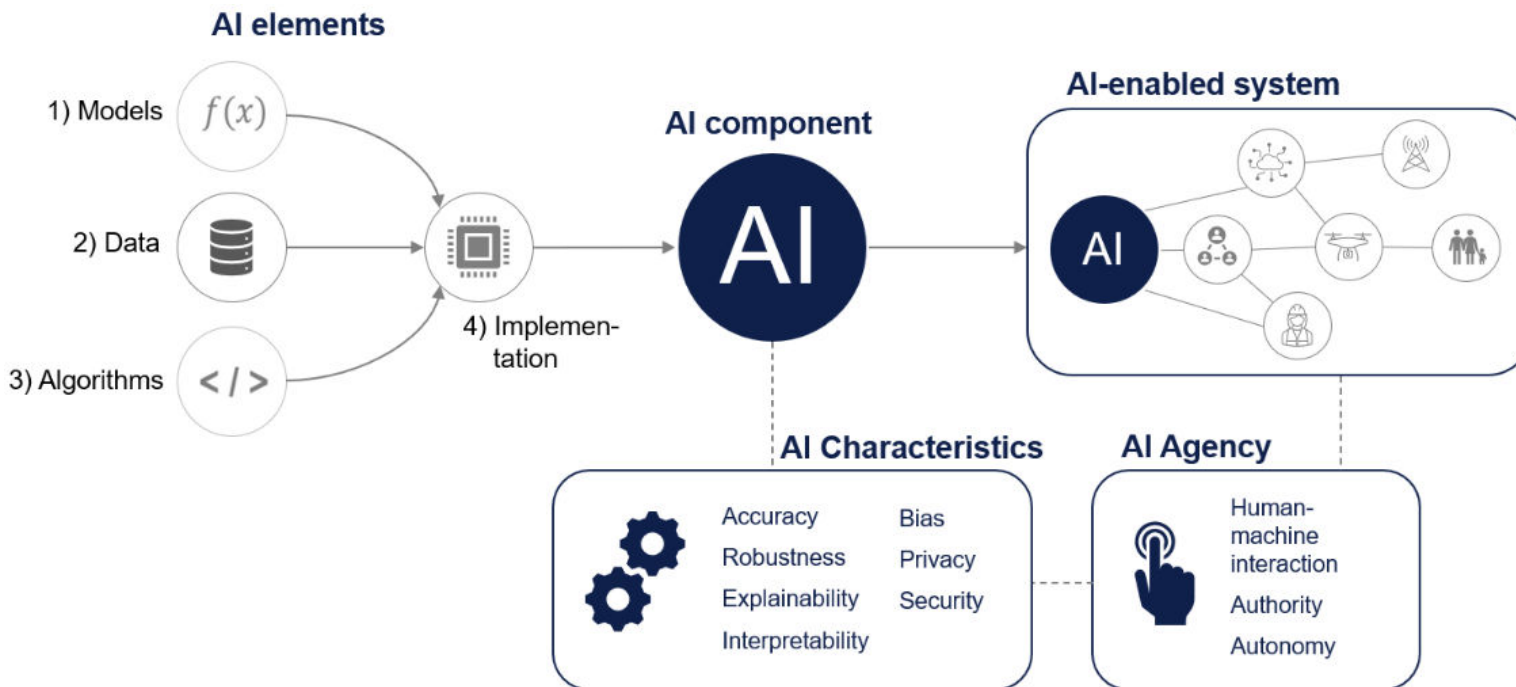 AI elements
1) Models
f(x)
2) Data
3) Algorithms
</>
4) Implemen-
tation
AI component
AI
AI-enabled system
AI
AI Characteristics
Accuracy
Robustness
Explainability
Interpretability
Bias
Privacy
Security
AI Agency
Human-
machine
interaction
Authority
Autonomy